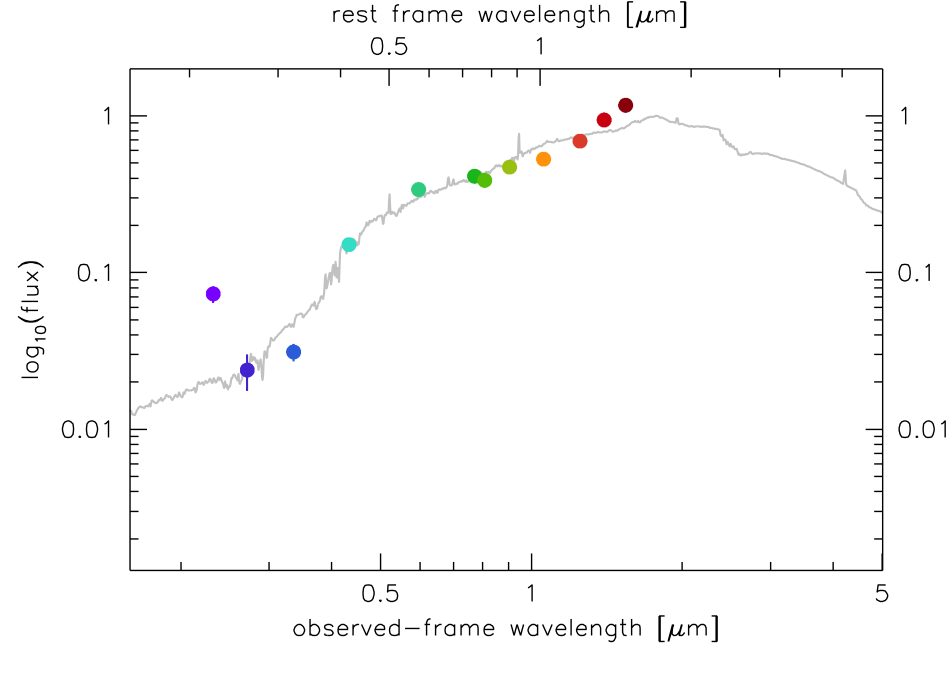 rest frame wavelength [μm]
0.5 1
1 1
0.1 0.1
0.01 0.01
log10(flux)
0.5 1 5
observed-frame wavelength [μm]